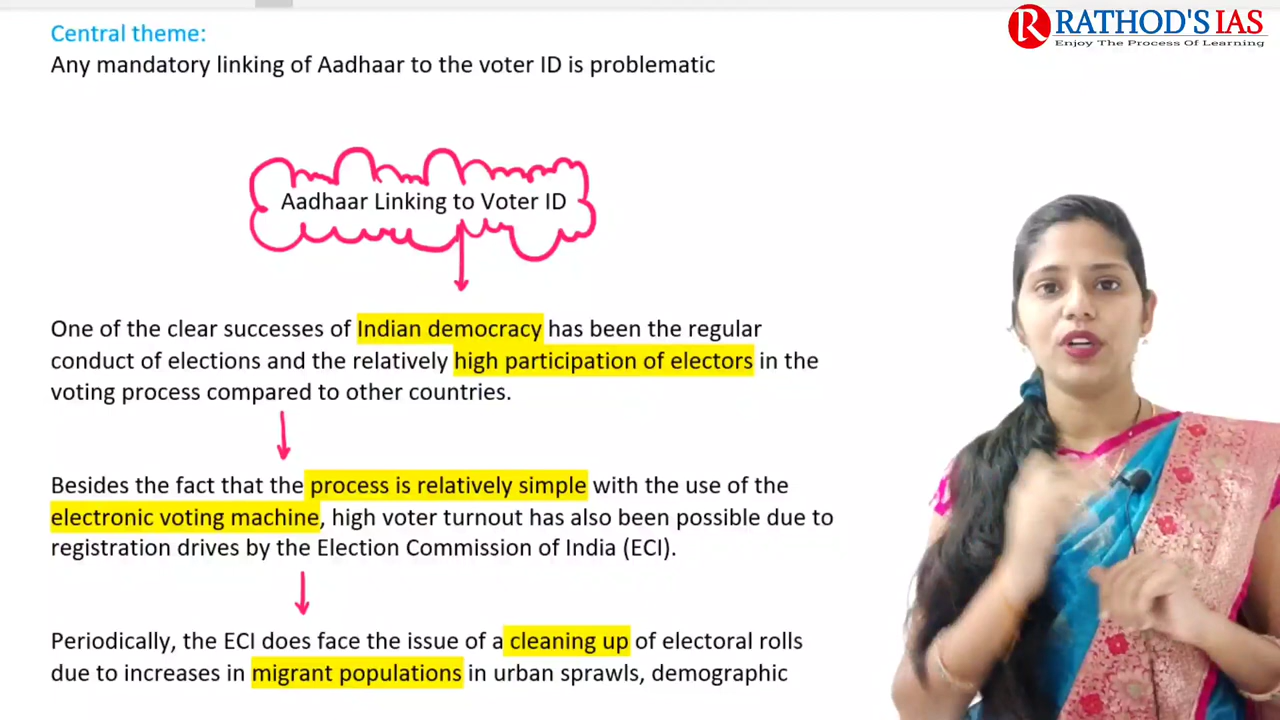 Central theme:
Any mandatory linking of Aadhaar to the voter ID is problematic
R RATHOD'S IAS
Enjoy The Process Of Learning
Aadhaar Linking to Voter ID
One of the clear successes of Indian democracy has been the regular
conduct of elections and the relatively high participation of electors in the
voting process compared to other countries.
Besides the fact that the process is relatively simple with the use of the
electronic voting machine, high voter turnout has also been possible due to
registration drives by the Election Commission of India (ECI).
Periodically, the ECI does face the issue of a cleaning up of electoral rolls
due to increases in migrant populations in urban sprawls, demographic